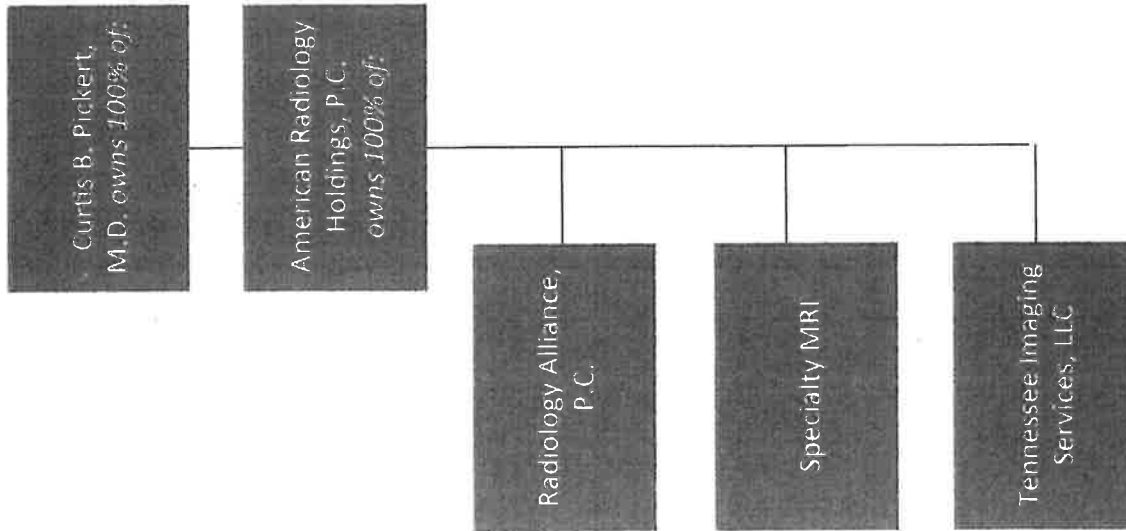 Curtis B. Pickert,
M.D. owns 100% of:
American Radiology
Holdings, P.C.
owns 100% of:
Radiology Alliance,
P.C.
Specialty MRI
Tennessee Imaging
Services, LLC